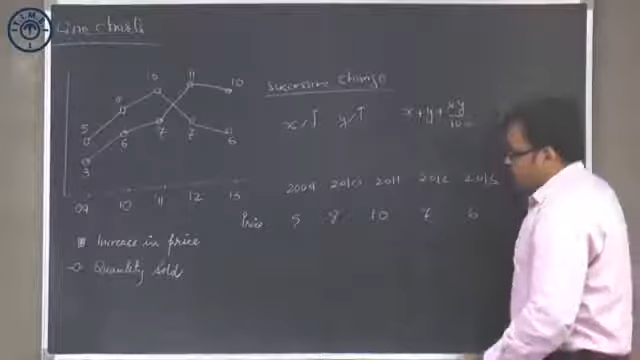 T.I.M.E.
Line charts
5 8 10 7 6
3 6 7 11 10
09 10 11 12 13
Increase in price
Quantity Sold
Successive change
x%↑ y%↑ x+y+xy/100
2009 2010 2011 2012 2013
Price 5 8 10 7 6